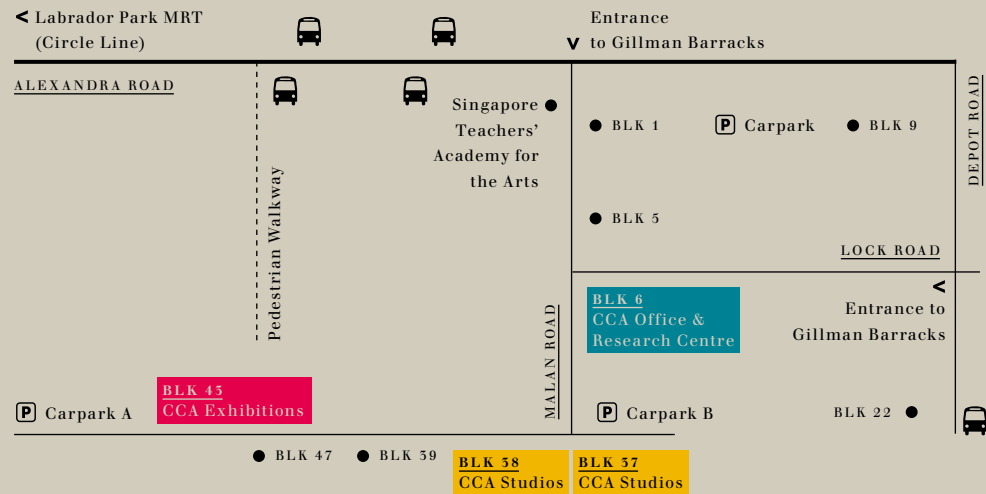 < Labrador Park MRT
(Circle Line)
Entrance
v to Gillman Barracks
ALEXANDRA ROAD
Singapore
Teachers’
Academy for
the Arts
BLK 1
P Carpark
BLK 9
DEPOT ROAD
Pedestrian Walkway
BLK 5
LOCK ROAD
<
Entrance to
Gillman Barracks
BLK 6
CCA Office &
Research Centre
MALAN ROAD
BLK 43
CCA Exhibitions
P Carpark A
P Carpark B
BLK 22
BLK 47
BLK 39
BLK 38
CCA Studios
BLK 37
CCA Studios